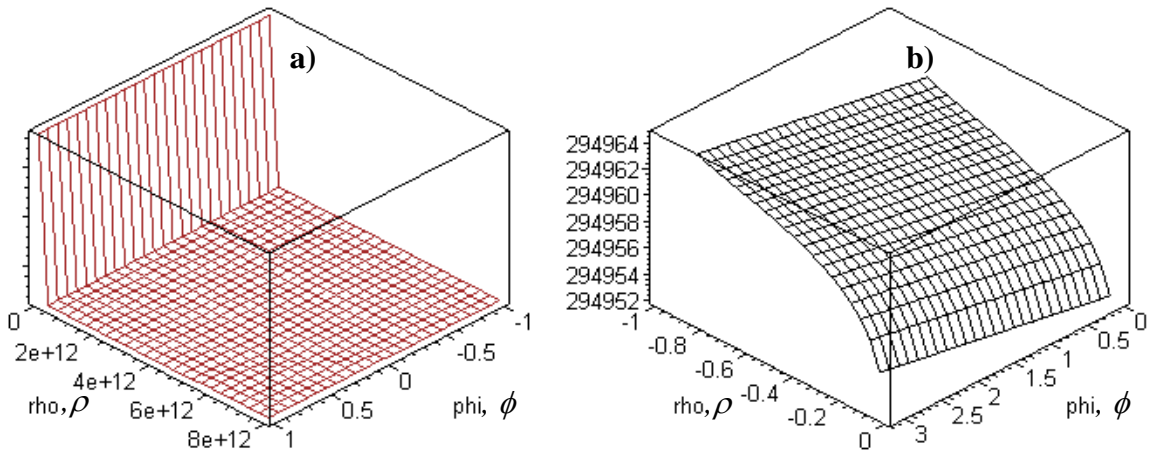 a)
0
2e+12
4e+12
6e+12
8e+12
rho, ρ
-1
-0.5
0
0.5
1
phi, ϕ
b)
294964
294962
294960
294958
294956
294954
294952
-1
-0.8
-0.6
-0.4
-0.2
0
rho, ρ
0
0.5
1
1.5
2
2.5
3
phi, ϕ